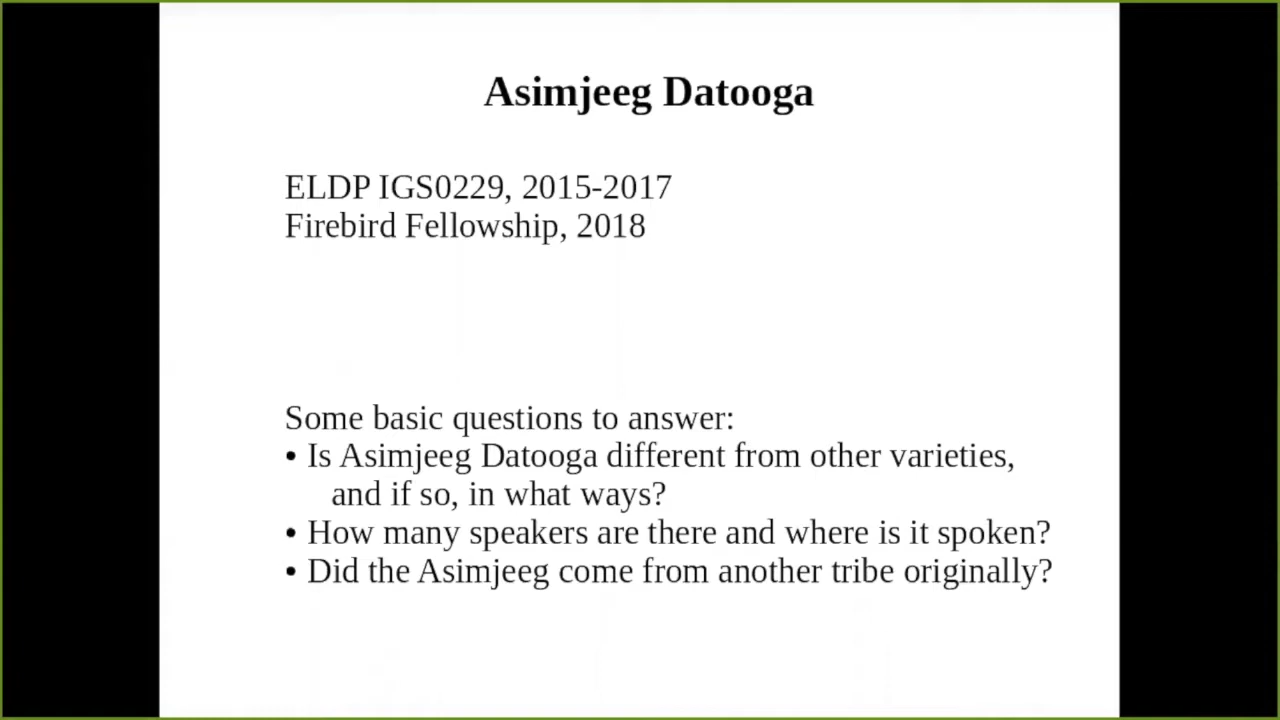 Asimjeeg Datooga
ELDP IGS0229, 2015-2017
Firebird Fellowship, 2018
Some basic questions to answer:
• Is Asimjeeg Datooga different from other varieties,
and if so, in what ways?
• How many speakers are there and where is it spoken?
• Did the Asimjeeg come from another tribe originally?